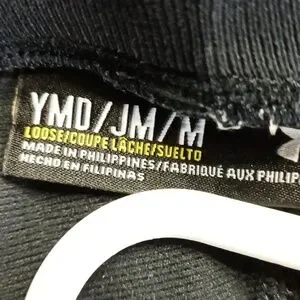 YMD/JM/M
LOOSE/COUPE LÂCHE/SUELTO
MADE IN PHILIPPINES/FABRIQUÉ AUX PHILIP
HECHO EN FILIPINAS